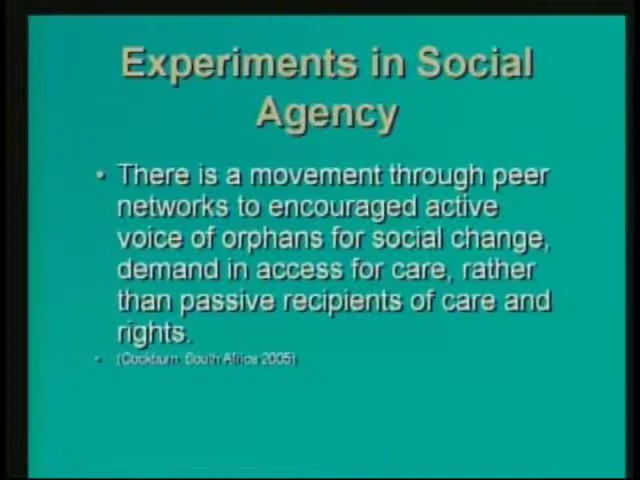 Experiments in Social
Agency
• There is a movement through peer
networks to encouraged active
voice of orphans for social change,
demand in access for care, rather
than passive recipients of care and
rights.
• (Cockburn: South Africa 2005)